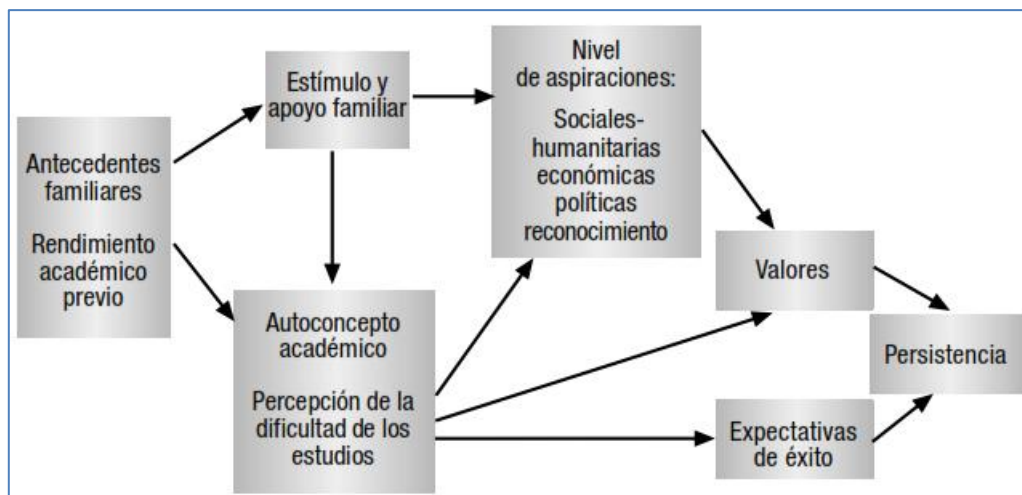 Antecedentes
familiares
Rendimiento
académico
previo
Estímulo y
apoyo familiar
Autoconcepto
académico
Percepción de la
dificultad de los
estudios
Nivel
de aspiraciones:
Sociales-
humanitarias
económicas
políticas
reconocimiento
Valores
Expectativas
de éxito
Persistencia